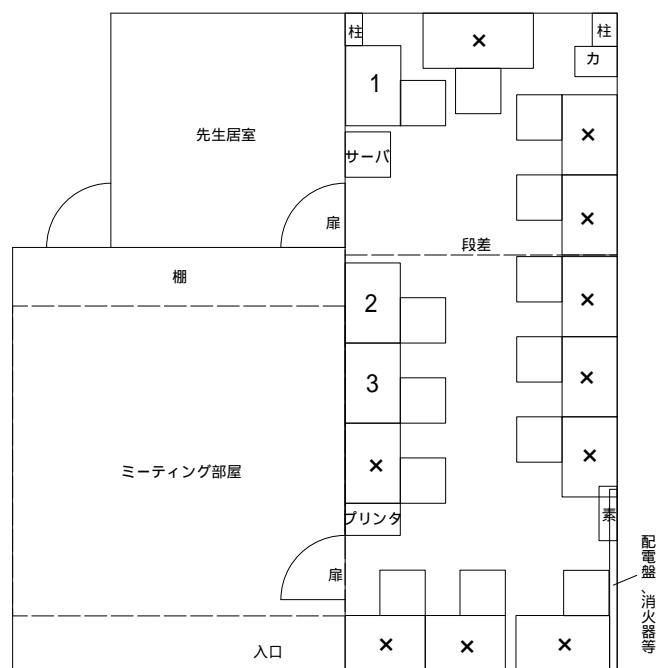 柱
×
柱
カ
1
×
先生居室
サーバ
扉
×
段差
棚
2
×
3
×
ミーティング部屋
×
×
プリンタ
素
扉
配電盤、消火器等
入口
×
×
×